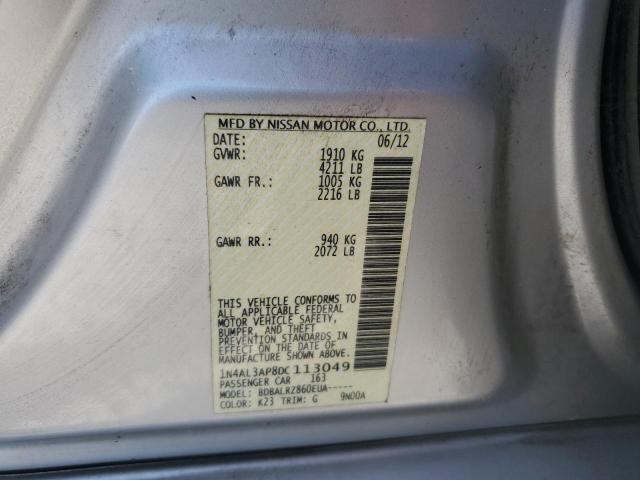 MFD BY NISSAN MOTOR CO., LTD.
DATE: 06/12
GVWR: 1910 KG
4211 LB
GAWR FR.: 1005 KG
2216 LB
GAWR RR.: 940 KG
2072 LB
THIS VEHICLE CONFORMS TO
ALL APPLICABLE FEDERAL
MOTOR VEHICLE SAFETY,
BUMPER, AND THEFT
PREVENTION STANDARDS IN
EFFECT ON THE DATE OF
MANUFACTURE SHOWN ABOVE.
1N4AL3AP8DC113049
PASSENGER CAR 163
MODEL: BDBALRZ860EUA-----
COLOR: K23 TRIM: G 9N00A